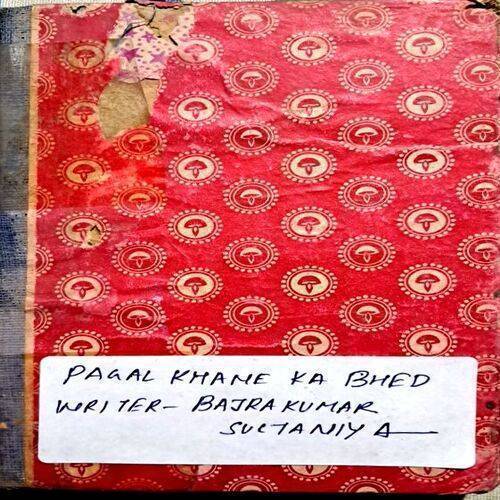 PAGAL KHANE KA BHED
WRITER- BAJRAKUMAR
SULTANIYA